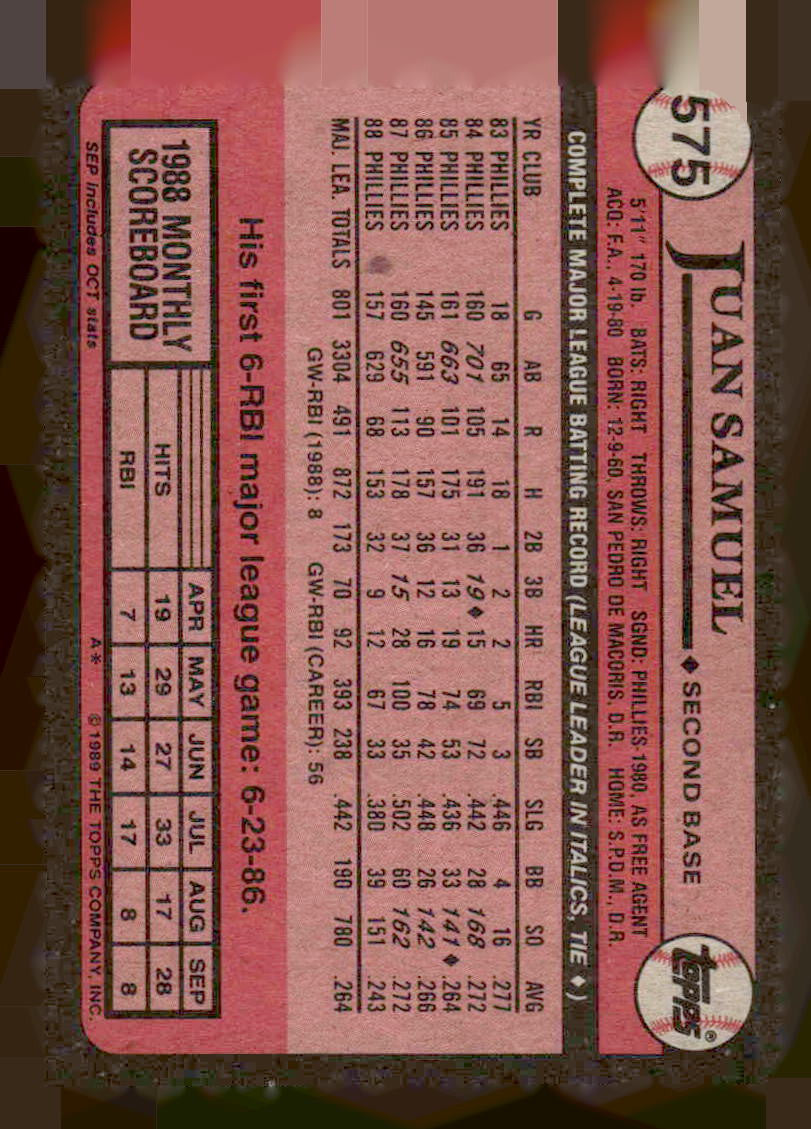 575
JUAN SAMUEL ♦ SECOND BASE
topps®
5'11" 170 lb. BATS: RIGHT THROWS: RIGHT SGND: PHILLIES-1980, AS FREE AGENT
ACQ: F.A., 4-19-80 BORN: 12-9-60, SAN PEDRO DE MACORIS, D.R. HOME: S.P.D.M., D.R.
COMPLETE MAJOR LEAGUE BATTING RECORD (LEAGUE LEADER IN ITALICS, TIE ♦)
YR CLUB G AB R H 2B 3B HR RBI SB SLG BB SO AVG
83 PHILLIES 18 65 14 18 1 2 2 5 3 .446 4 16 .277
84 PHILLIES 160 701 105 191 36 19♦ 15 69 72 .442 28 168 .272
85 PHILLIES 161 663 101 175 31 13 19 74 53 .436 33 141♦ .264
86 PHILLIES 145 591 90 157 36 12 16 78 42 .448 26 142 .266
87 PHILLIES 160 655 113 178 37 15 28 100 35 .502 60 162 .272
88 PHILLIES 157 629 68 153 32 9 12 67 33 .380 39 151 .243
MAJ. LEA. TOTALS 801 3304 491 872 173 70 92 393 238 .442 190 780 .264
GW-RBI (1988): 8 GW-RBI (CAREER): 56
His first 6-RBI major league game: 6-23-86.
1988 MONTHLY
SCOREBOARD
APR MAY JUN JUL AUG SEP
HITS 19 29 27 33 17 28
RBI 7 13 14 17 8 8
SEP includes OCT stats A* © 1989 THE TOPPS COMPANY, INC.